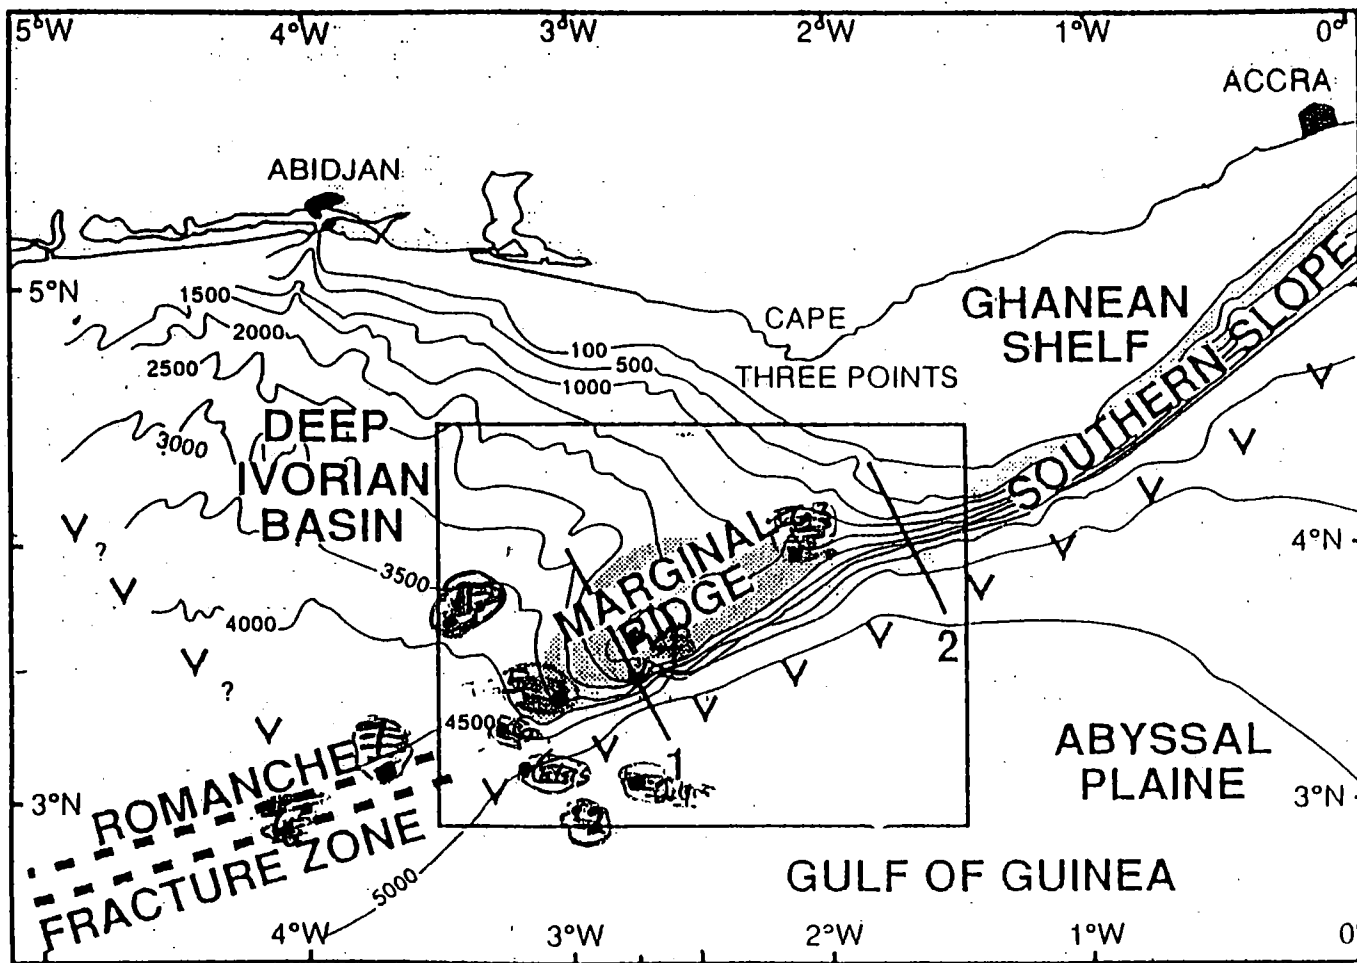 5°W 4°W 3°W 2°W 1°W 0°
ACCRA
ABIDJAN
5°N
1500
2000
2500
3000
100
500
1000
CAPE
THREE POINTS
GHANEAN
SHELF
SOUTHERN SLOPE
DEEP
IVORIAN
BASIN
?
3500
4000
?
4500
MARGINAL
RIDGE
4°N
2
1
ABYSSAL
PLAINE
3°N
3°N
ROMANCHE
FRACTURE ZONE
5000
GULF OF GUINEA
4°W 3°W 2°W 1°W 0°